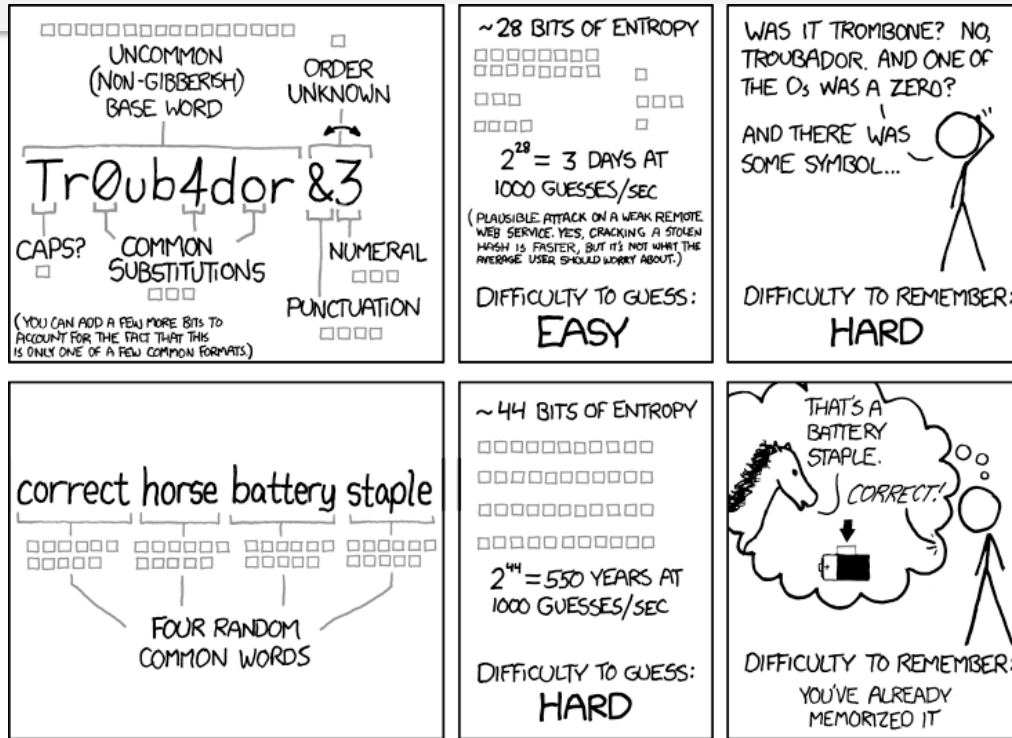 UNCOMMON
(NON-GIBBERISH)
BASE WORD
ORDER
UNKNOWN
Tr0ub4dor &3
CAPS?
COMMON
SUBSTITUTIONS
NUMERAL
PUNCTUATION
(YOU CAN ADD A FEW MORE BITS TO
ACCOUNT FOR THE FACT THAT THIS
IS ONLY ONE OF A FEW COMMON FORMATS.)
~28 BITS OF ENTROPY
2^28 = 3 DAYS AT
1000 GUESSES/SEC
(PLAUSIBLE ATTACK ON A WEAK REMOTE
WEB SERVICE. YES, CRACKING A STOLEN
HASH IS FASTER, BUT IT'S NOT WHAT THE
AVERAGE USER SHOULD WORRY ABOUT.)
DIFFICULTY TO GUESS:
EASY
WAS IT TROMBONE? NO,
TROUBADOR. AND ONE OF
THE Os WAS A ZERO?
AND THERE WAS
SOME SYMBOL...
DIFFICULTY TO REMEMBER:
HARD
correct horse battery staple
FOUR RANDOM
COMMON WORDS
~44 BITS OF ENTROPY
2^44 = 550 YEARS AT
1000 GUESSES/SEC
DIFFICULTY TO GUESS:
HARD
THAT'S A
BATTERY
STAPLE.
CORRECT!
DIFFICULTY TO REMEMBER:
YOU'VE ALREADY
MEMORIZED IT